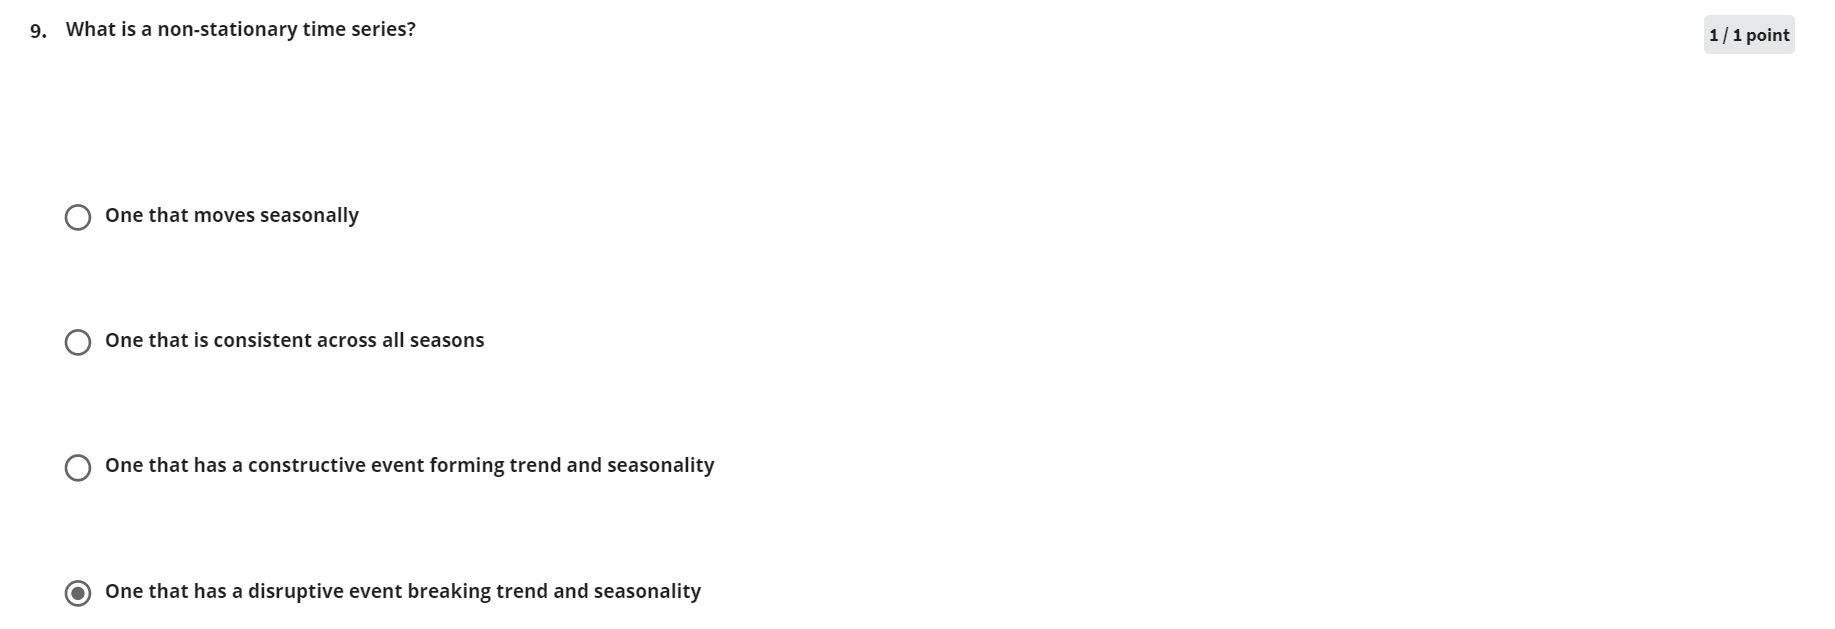 9. What is a non-stationary time series?
1 / 1 point
One that moves seasonally
One that is consistent across all seasons
One that has a constructive event forming trend and seasonality
One that has a disruptive event breaking trend and seasonality